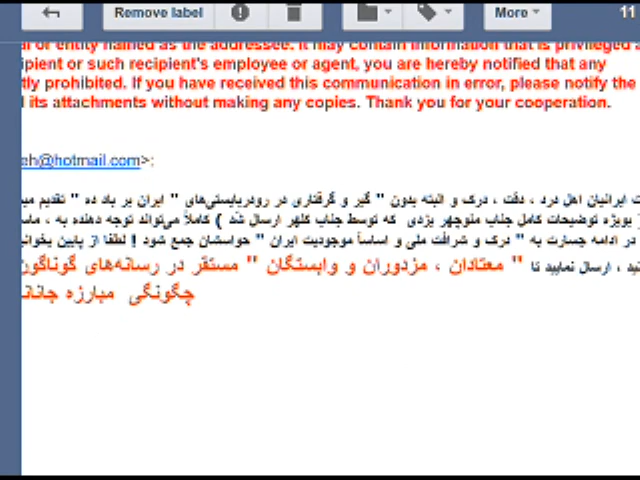 Remove label
More
11
or entity named as the addressee. It may contain information that is privileged
ipient or such recipient's employee or agent, you are hereby notified that any
tly prohibited. If you have received this communication in error, please notify the
its attachments without making any copies. Thank you for your cooperation.
eh@hotmail.com>:
ایرانیان اهل درد ، دقت ، درک و البته بدون " گیر و گرفتاری در رودربایستی‌های " ایران بر باد ده " تقدیم
بویژه توضیحات کامل جناب منوچهر یزدی که توسط جناب کلهر ارسال شد ) کاملاً می‌تواند توجه دهنده به ،
در ادامه جسارت به " درک و شرافت ملی و اساساً موجودیت ایران " حواسشان جمع شود ! لطفا از پایین
، ارسال نمایید تا " معتادان ، مزدوران و وابستگان " مستقر در رسانه‌های گوناگون
چگونگی مبارزه